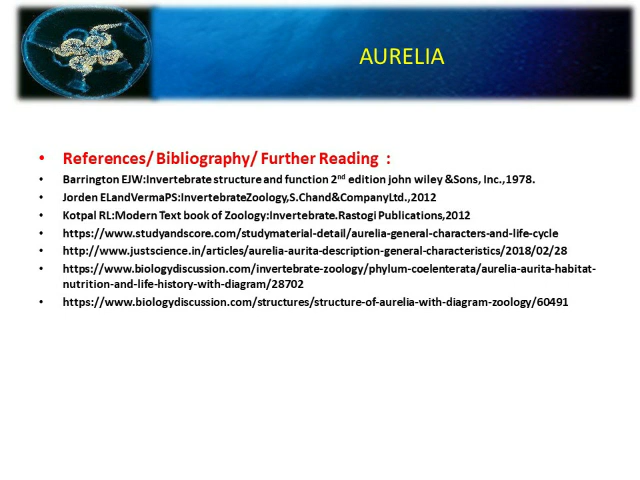 AURELIA
• References/ Bibliography/ Further Reading :
• Barrington EJW:Invertebrate structure and function 2nd edition john wiley &Sons, Inc.,1978.
• Jorden ELandVermaPS:InvertebrateZoology,S.Chand&CompanyLtd.,2012
• Kotpal RL:Modern Text book of Zoology:Invertebrate.Rastogi Publications,2012
• https://www.studyandscore.com/studymaterial-detail/aurelia-general-characters-and-life-cycle
• http://www.justscience.in/articles/aurelia-aurita-description-general-characteristics/2018/02/28
• https://www.biologydiscussion.com/invertebrate-zoology/phylum-coelenterata/aurelia-aurita-habitat-
nutrition-and-life-history-with-diagram/28702
• https://www.biologydiscussion.com/structures/structure-of-aurelia-with-diagram-zoology/60491